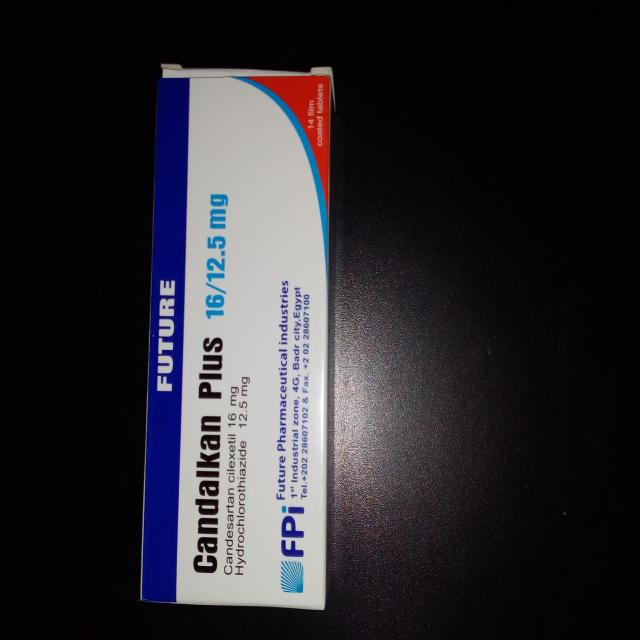 FUTURE
Candalkan Plus 16/12.5 mg
Candesartan cilexetil 16 mg
Hydrochlorothiazide 12.5 mg
14 film
coated tablets
FPi
Future Pharmaceutical industries
1st Industrial zone, 4G, Badr city,Egypt
Tel.+202 28607102 & Fax. +2 02 28607100